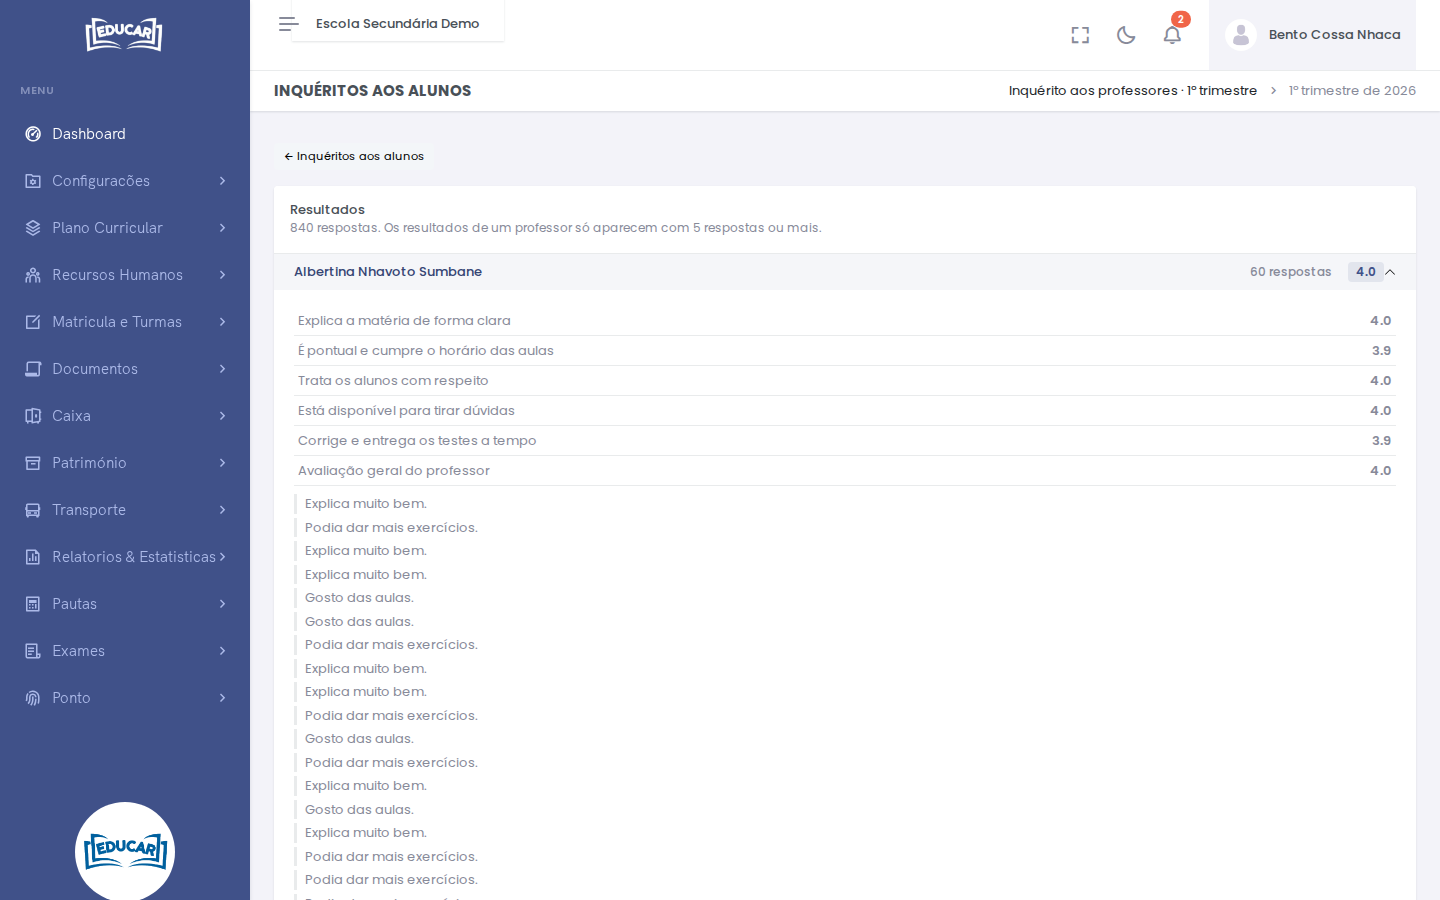 EDUCAR
MENU
Dashboard
Configuracões
Plano Curricular
Recursos Humanos
Matricula e Turmas
Documentos
Caixa
Património
Transporte
Relatorios & Estatisticas
Pautas
Exames
Ponto
EDUCAR
Escola Secundária Demo
2
Bento Cossa Nhaca
INQUÉRITOS AOS ALUNOS
Inquérito aos professores · 1º trimestre > 1º trimestre de 2026
← Inquéritos aos alunos
Resultados
840 respostas. Os resultados de um professor só aparecem com 5 respostas ou mais.
Albertina Nhavoto Sumbane 60 respostas 4.0
Explica a matéria de forma clara 4.0
É pontual e cumpre o horário das aulas 3.9
Trata os alunos com respeito 4.0
Está disponível para tirar dúvidas 4.0
Corrige e entrega os testes a tempo 3.9
Avaliação geral do professor 4.0
Explica muito bem.
Podia dar mais exercícios.
Explica muito bem.
Explica muito bem.
Gosto das aulas.
Gosto das aulas.
Podia dar mais exercícios.
Explica muito bem.
Explica muito bem.
Podia dar mais exercícios.
Gosto das aulas.
Podia dar mais exercícios.
Explica muito bem.
Gosto das aulas.
Explica muito bem.
Podia dar mais exercícios.
Podia dar mais exercícios.